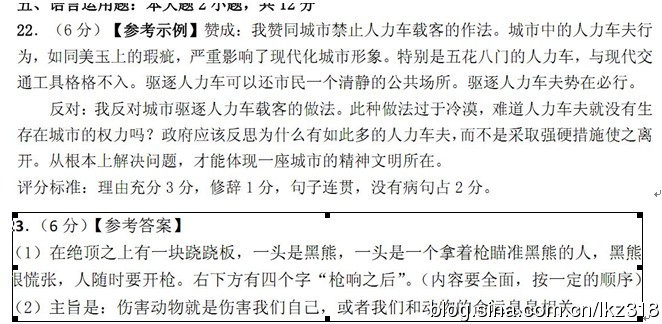 五、语言运用题：本大题 2 小题，共 12 分
22．（6 分）【参考示例】赞成：我赞同城市禁止人力车载客的作法。城市中的人力车夫行
为，如同美玉上的瑕疵，严重影响了现代化城市形象。特别是五花八门的人力车，与现代交
通工具格格不入。驱逐人力车可以还市民一个清静的公共场所。驱逐人力车夫势在必行。
反对：我反对城市驱逐人力车载客的做法。此种做法过于冷漠，难道人力车夫就没有生
存在城市的权力吗？政府应该反思为什么有如此多的人力车夫,而不是采取强硬措施使之离
开。从根本上解决问题，才能体现一座城市的精神文明所在。
评分标准：理由充分 3 分，修辞 1 分，句子连贯，没有病句占 2 分。
3．（6 分）【参考答案】
（1）在绝顶之上有一块跷跷板，一头是黑熊，一头是一个拿着枪瞄准黑熊的人，黑熊
很慌张，人随时要开枪。右下方有四个字“枪响之后”。（内容要全面，按一定的顺序）
（2）主旨是：伤害动物就是伤害我们自己，或者我们和动物的命运息息相关
blog.sina.com.cn/lkz318